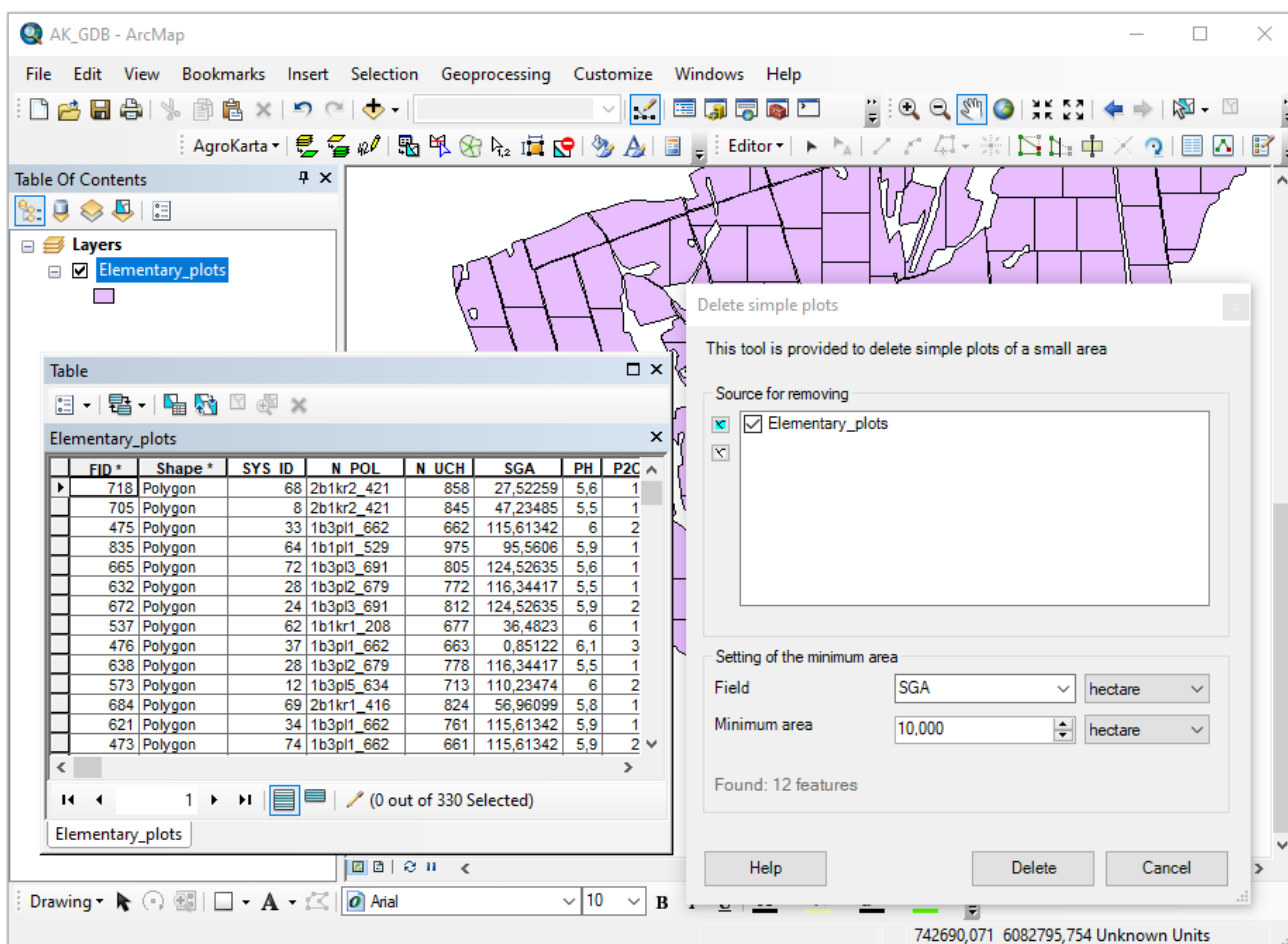 AK_GDB - ArcMap
File Edit View Bookmarks Insert Selection Geoprocessing Customize Windows Help
AgroKarta Editor
Table Of Contents
Layers
Elementary_plots
Table
Elementary_plots
FID * Shape * SYS_ID N_POL N_UCH SGA PH P2O
718 Polygon 68 2b1kr2_421 858 27,52259 5,6 1
705 Polygon 8 2b1kr2_421 845 47,23485 5,5 1
475 Polygon 33 1b3pl1_662 662 115,61342 6 2
835 Polygon 64 1b1pl1_529 975 95,5606 5,9 1
665 Polygon 72 1b3pl3_691 805 124,52635 5,6 1
632 Polygon 28 1b3pl2_679 772 116,34417 5,5 1
672 Polygon 24 1b3pl3_691 812 124,52635 5,9 2
537 Polygon 62 1b1kr1_208 677 36,4823 6 1
476 Polygon 37 1b3pl1_662 663 0,85122 6,1 3
638 Polygon 28 1b3pl2_679 778 116,34417 5,5 1
573 Polygon 12 1b3pl5_634 713 110,23474 6 2
684 Polygon 69 2b1kr1_416 824 56,96099 5,8 1
621 Polygon 34 1b3pl1_662 761 115,61342 5,9 1
473 Polygon 74 1b3pl1_662 661 115,61342 5,9 2
1 (0 out of 330 Selected)
Elementary_plots
Delete simple plots
This tool is provided to delete simple plots of a small area
Source for removing
Elementary_plots
Setting of the minimum area
Field SGA hectare
Minimum area 10,000 hectare
Found: 12 features
Help Delete Cancel
Drawing A Arial 10 B
742690,071 6082795,754 Unknown Units